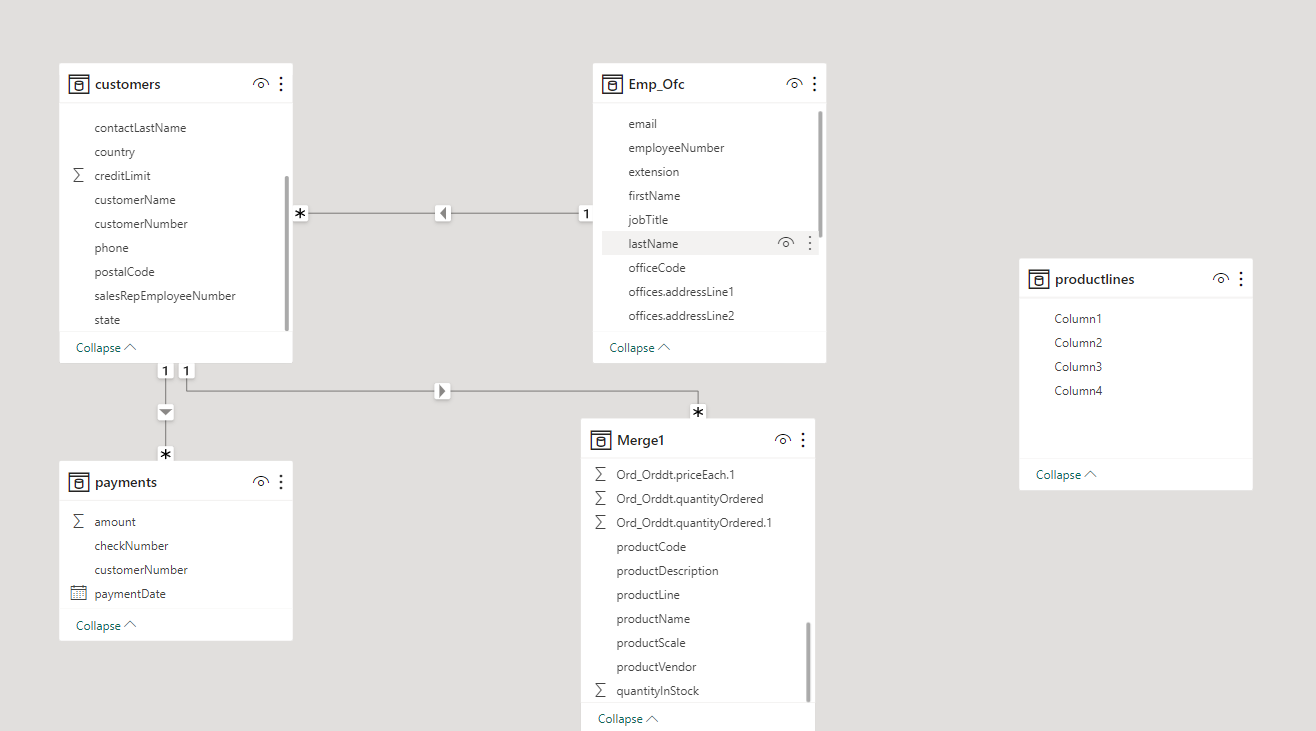 customers
contactLastName
country
creditLimit
customerName
customerNumber
phone
postalCode
salesRepEmployeeNumber
state
Collapse
Emp_Ofc
email
employeeNumber
extension
firstName
jobTitle
lastName
officeCode
offices.addressLine1
offices.addressLine2
Collapse
* 1
productlines
Column1
Column2
Column3
Column4
Collapse
1 1
*
*
payments
amount
checkNumber
customerNumber
paymentDate
Collapse
Merge1
Ord_Orddt.priceEach.1
Ord_Orddt.quantityOrdered
Ord_Orddt.quantityOrdered.1
productCode
productDescription
productLine
productName
productScale
productVendor
quantityInStock
Collapse